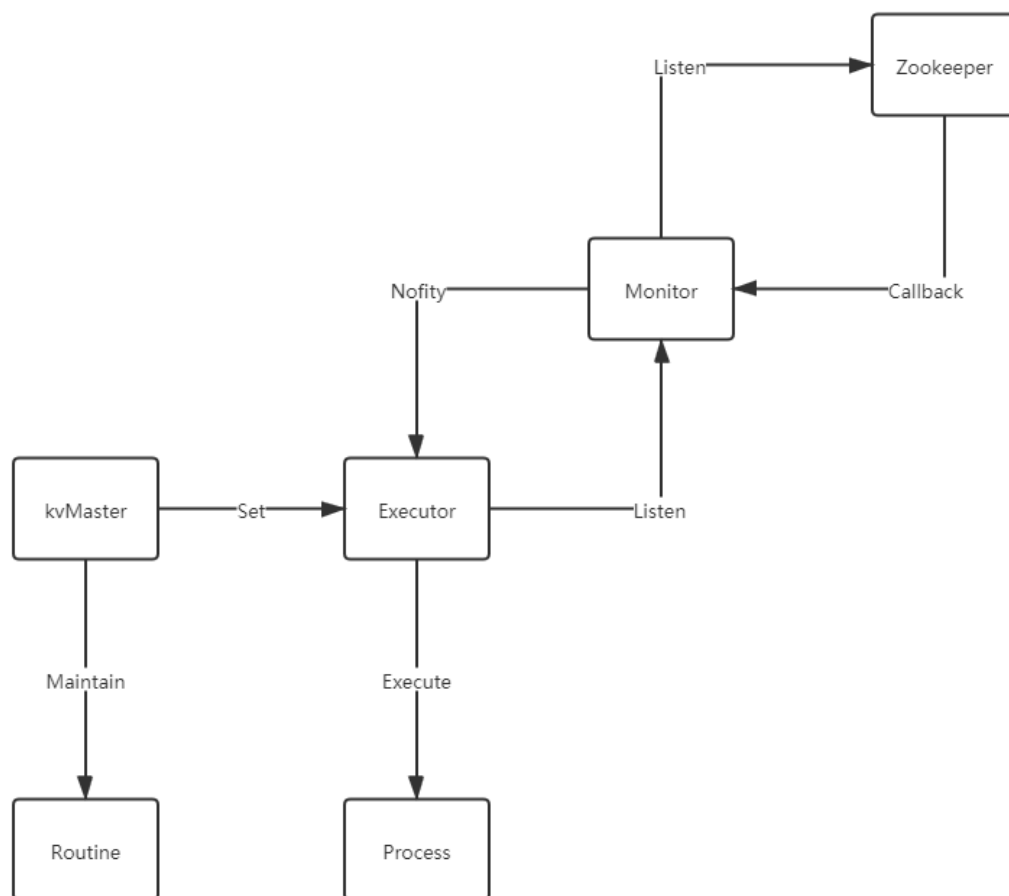 Listen
Zookeeper
Nofity
Monitor
Callback
kvMaster
Set
Executor
Listen
Maintain
Execute
Routine
Process